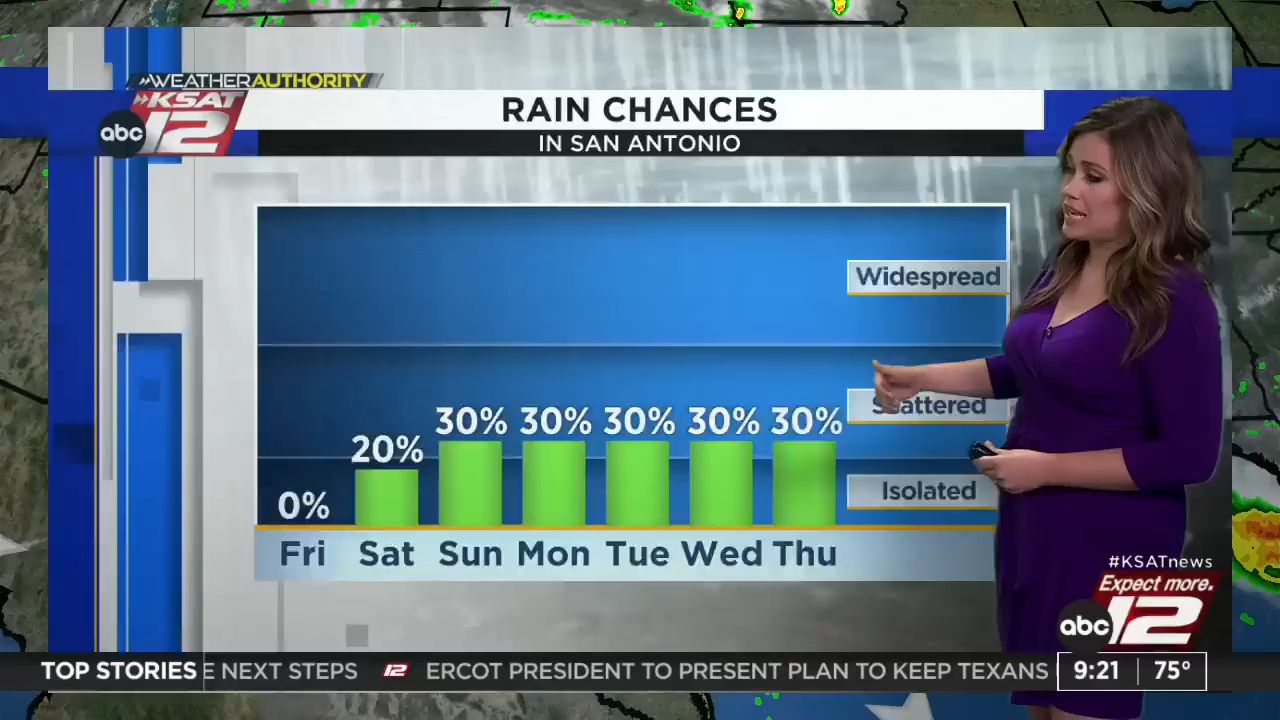 »WEATHERAUTHORITY
»KSAT
abc 12
RAIN CHANCES
IN SAN ANTONIO
Widespread
Scattered
Isolated
0% 20% 30% 30% 30% 30% 30%
Fri Sat Sun Mon Tue Wed Thu
#KSATnews
Expect more.
abc 12
TOP STORIES E NEXT STEPS 12 ERCOT PRESIDENT TO PRESENT PLAN TO KEEP TEXANS 9:21 75°